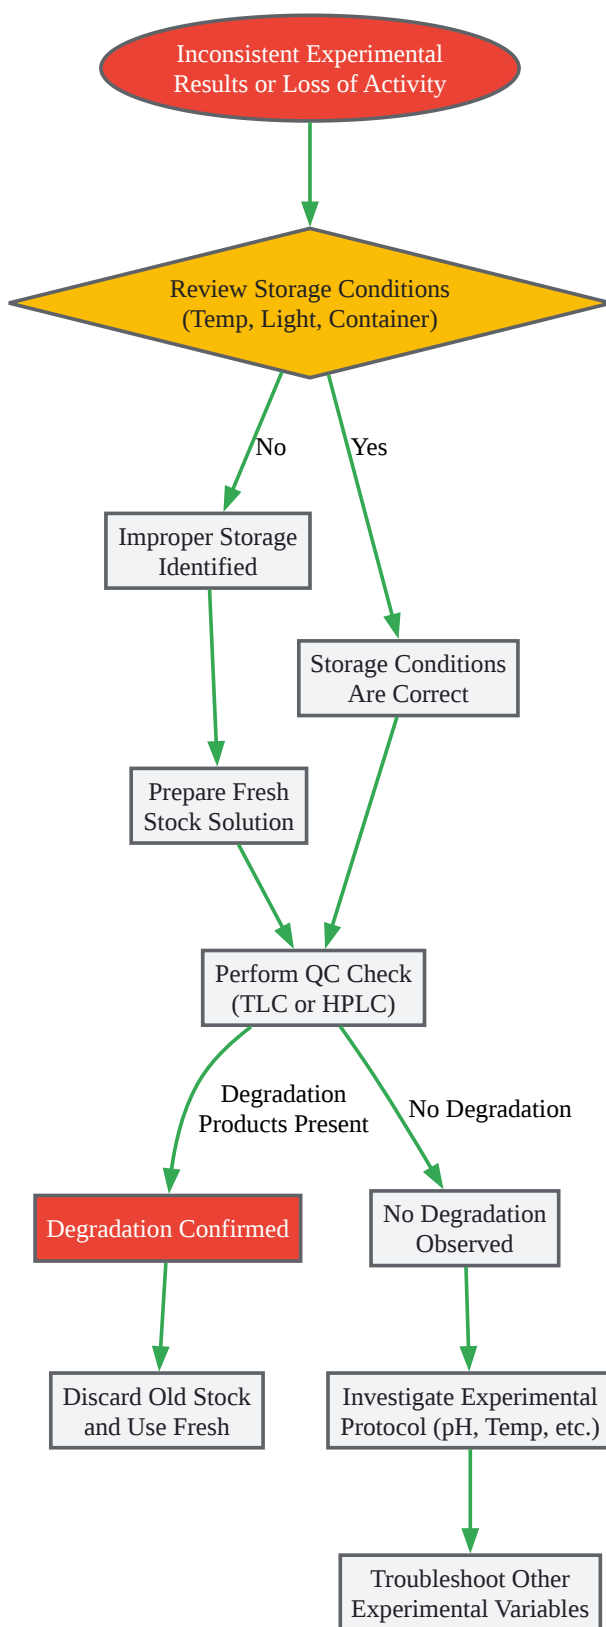 Inconsistent Experimental
Results or Loss of Activity
Review Storage Conditions
(Temp, Light, Container)
No
Yes
Improper Storage
Identified
Storage Conditions
Are Correct
Prepare Fresh
Stock Solution
Perform QC Check
(TLC or HPLC)
Degradation
Products Present
No Degradation
Degradation Confirmed
No Degradation
Observed
Discard Old Stock
and Use Fresh
Investigate Experimental
Protocol (pH, Temp, etc.)
Troubleshoot Other
Experimental Variables